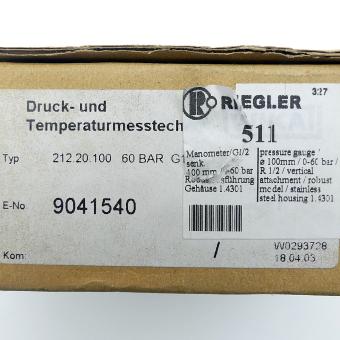 Druck- und
Temperaturmesstech
Typ 212.20.100 60 BAR G1
E-No 9041540
Kom:
327
RIEGLER
511
Manometer/G1/2
senk.
100 mm / 0-60 bar
Gehäuse 1.4301
pressure gauge /
ø 100mm / 0-60 bar /
R 1/2 / vertical
attachment / robust
model / stainless
steel housing 1.4301
/
W0293728
18.04.03